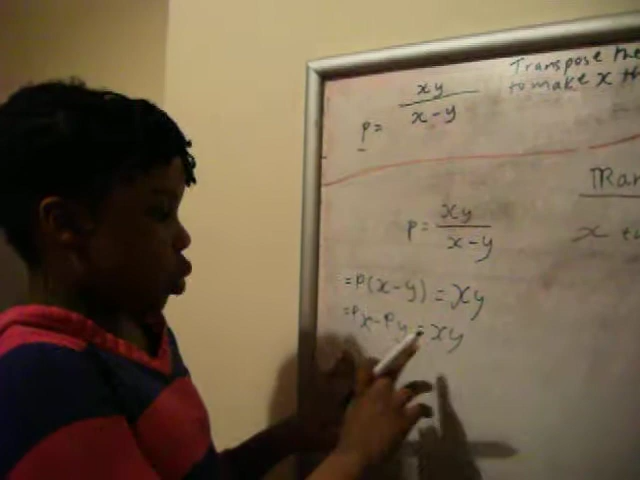 Transpose the
to make x th
p = xy / x - y
TRan
p = xy / x - y
x
= P(x - y) = xy
= Px - Py = xy